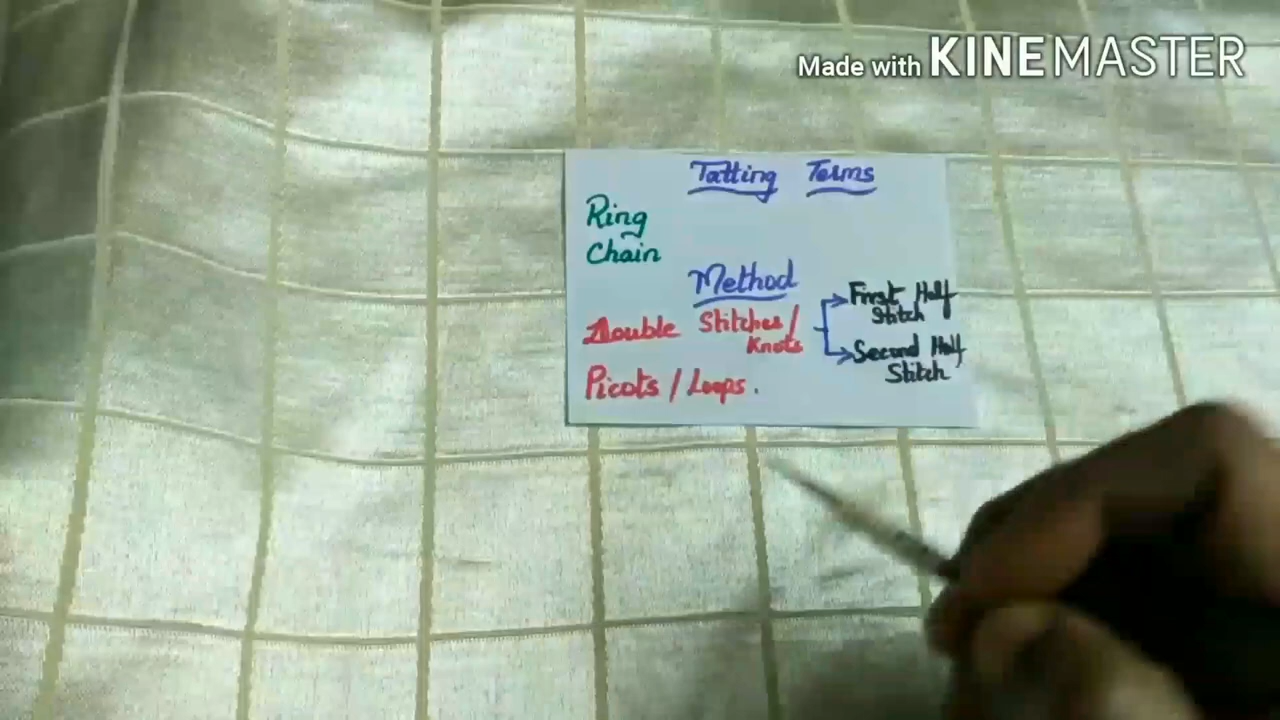 Made with KINEMASTER
Tatting Terms
Ring
Chain
Method
Double Stitches/
Knots
First Half
Stitch
Second Half
Stitch
Picots / Loops.